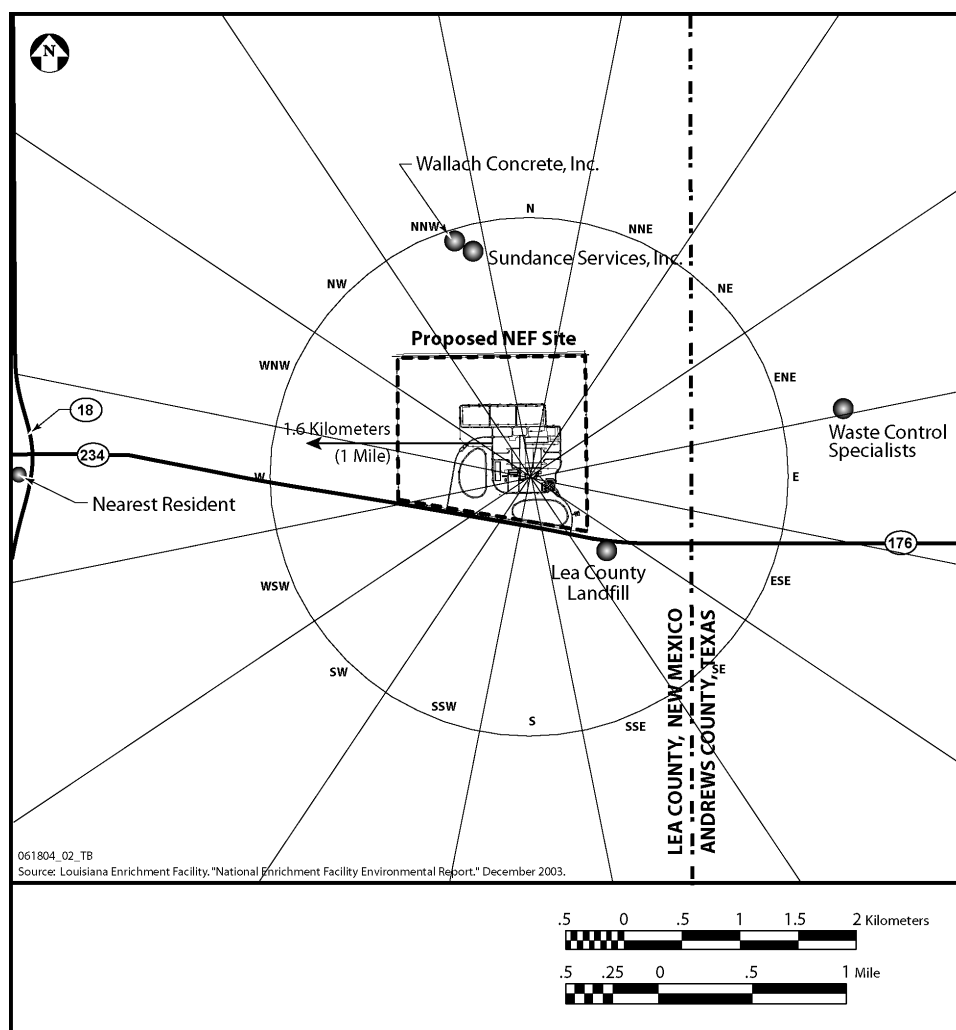 N
Wallach Concrete, Inc.
N
NNW
NNE
Sundance Services, Inc.
NW
NE
Proposed NEF Site
WNW
ENE
18
1.6 Kilometers
(1 Mile)
Waste Control
Specialists
234
W
E
Nearest Resident
176
Lea County
Landfill
WSW
ESE
SW
SE
SSW
S
SSE
LEA COUNTY, NEW MEXICO
ANDREWS COUNTY, TEXAS
061804_02_TB
Source: Louisiana Enrichment Facility. "National Enrichment Facility Environmental Report." December 2003.
.5 0 .5 1 1.5 2 Kilometers
.5 .25 0 .5 1 Mile